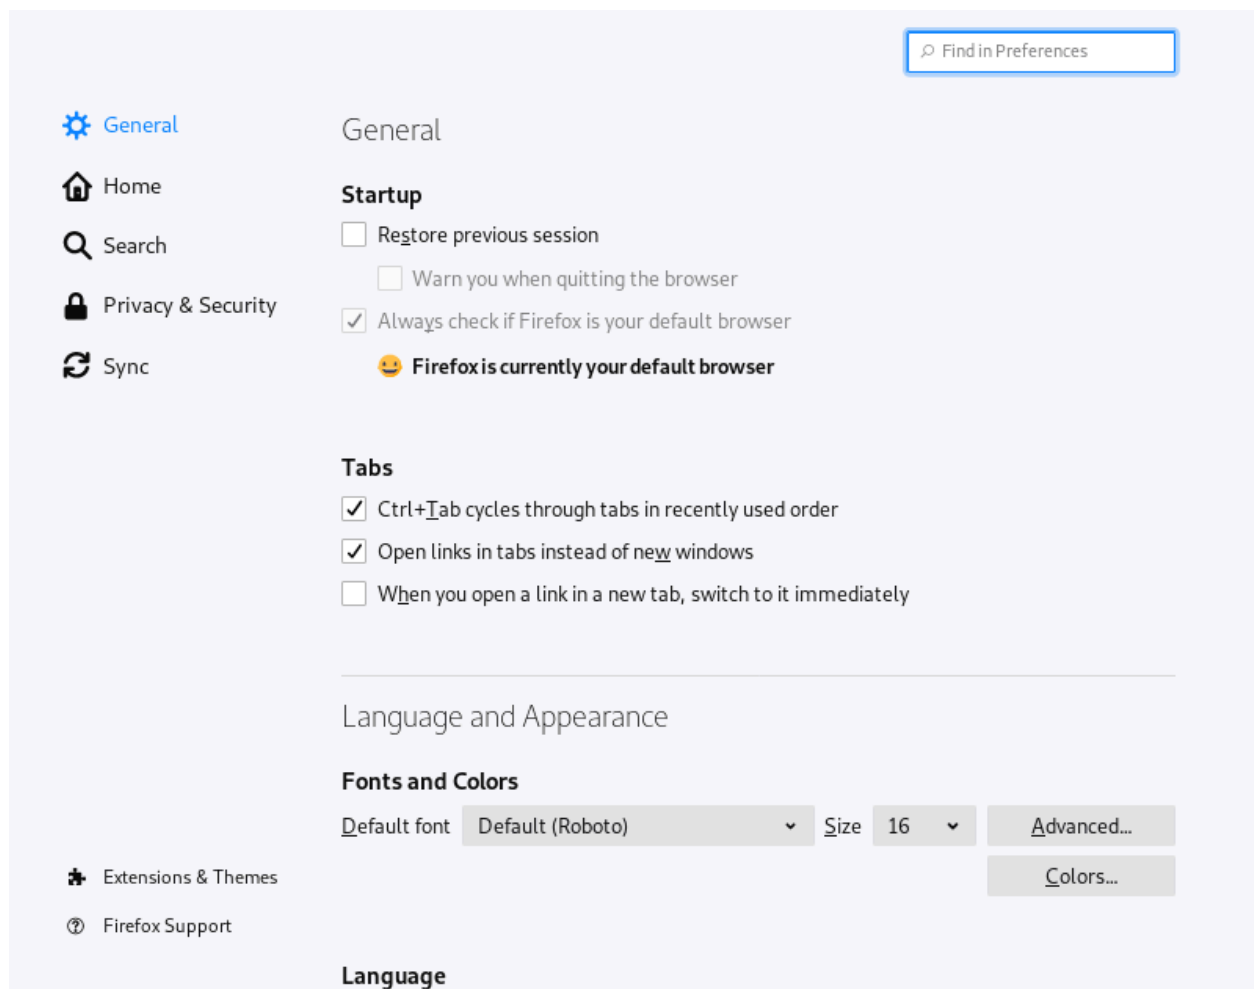 Find in Preferences
General
Home
Search
Privacy & Security
Sync
Extensions & Themes
Firefox Support
General
Startup
Restore previous session
Warn you when quitting the browser
Always check if Firefox is your default browser
Firefox is currently your default browser
Tabs
Ctrl+Tab cycles through tabs in recently used order
Open links in tabs instead of new windows
When you open a link in a new tab, switch to it immediately
Language and Appearance
Fonts and Colors
Default font Default (Roboto) Size 16 Advanced...
Colors...
Language